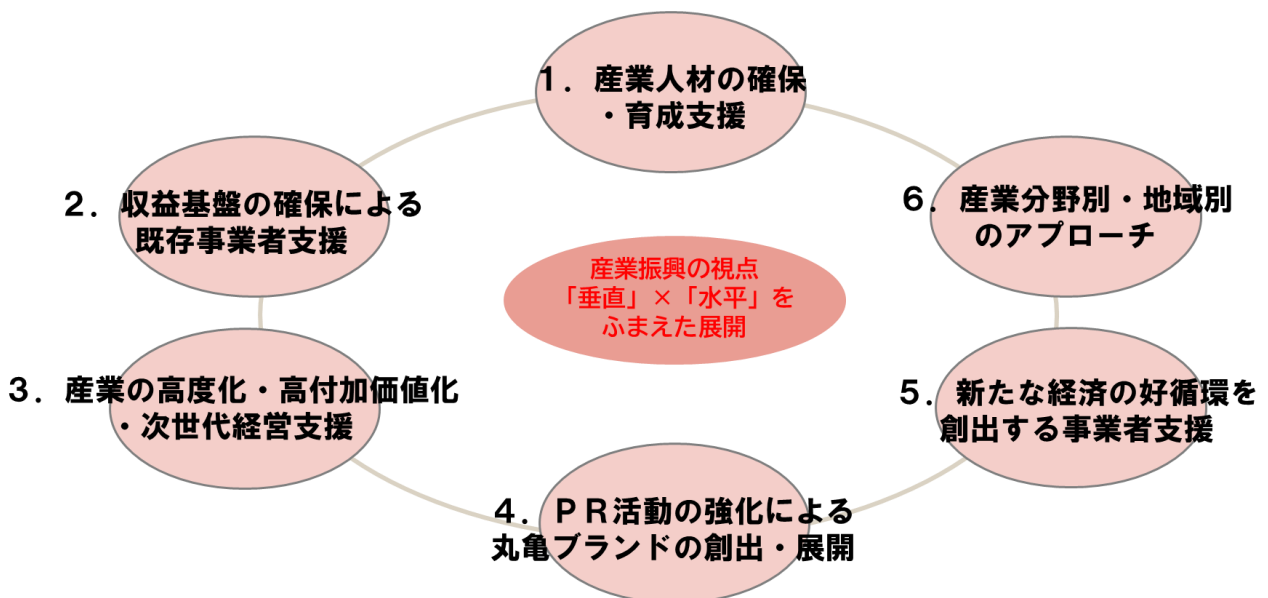 1．産業人材の確保
・育成支援
2．収益基盤の確保による
既存事業者支援
3．産業の高度化・高付加価値化
・次世代経営支援
4．ＰＲ活動の強化による
丸亀ブランドの創出・展開
5．新たな経済の好循環を
創出する事業者支援
6．産業分野別・地域別
のアプローチ
産業振興の視点
「垂直」×「水平」を
ふまえた展開